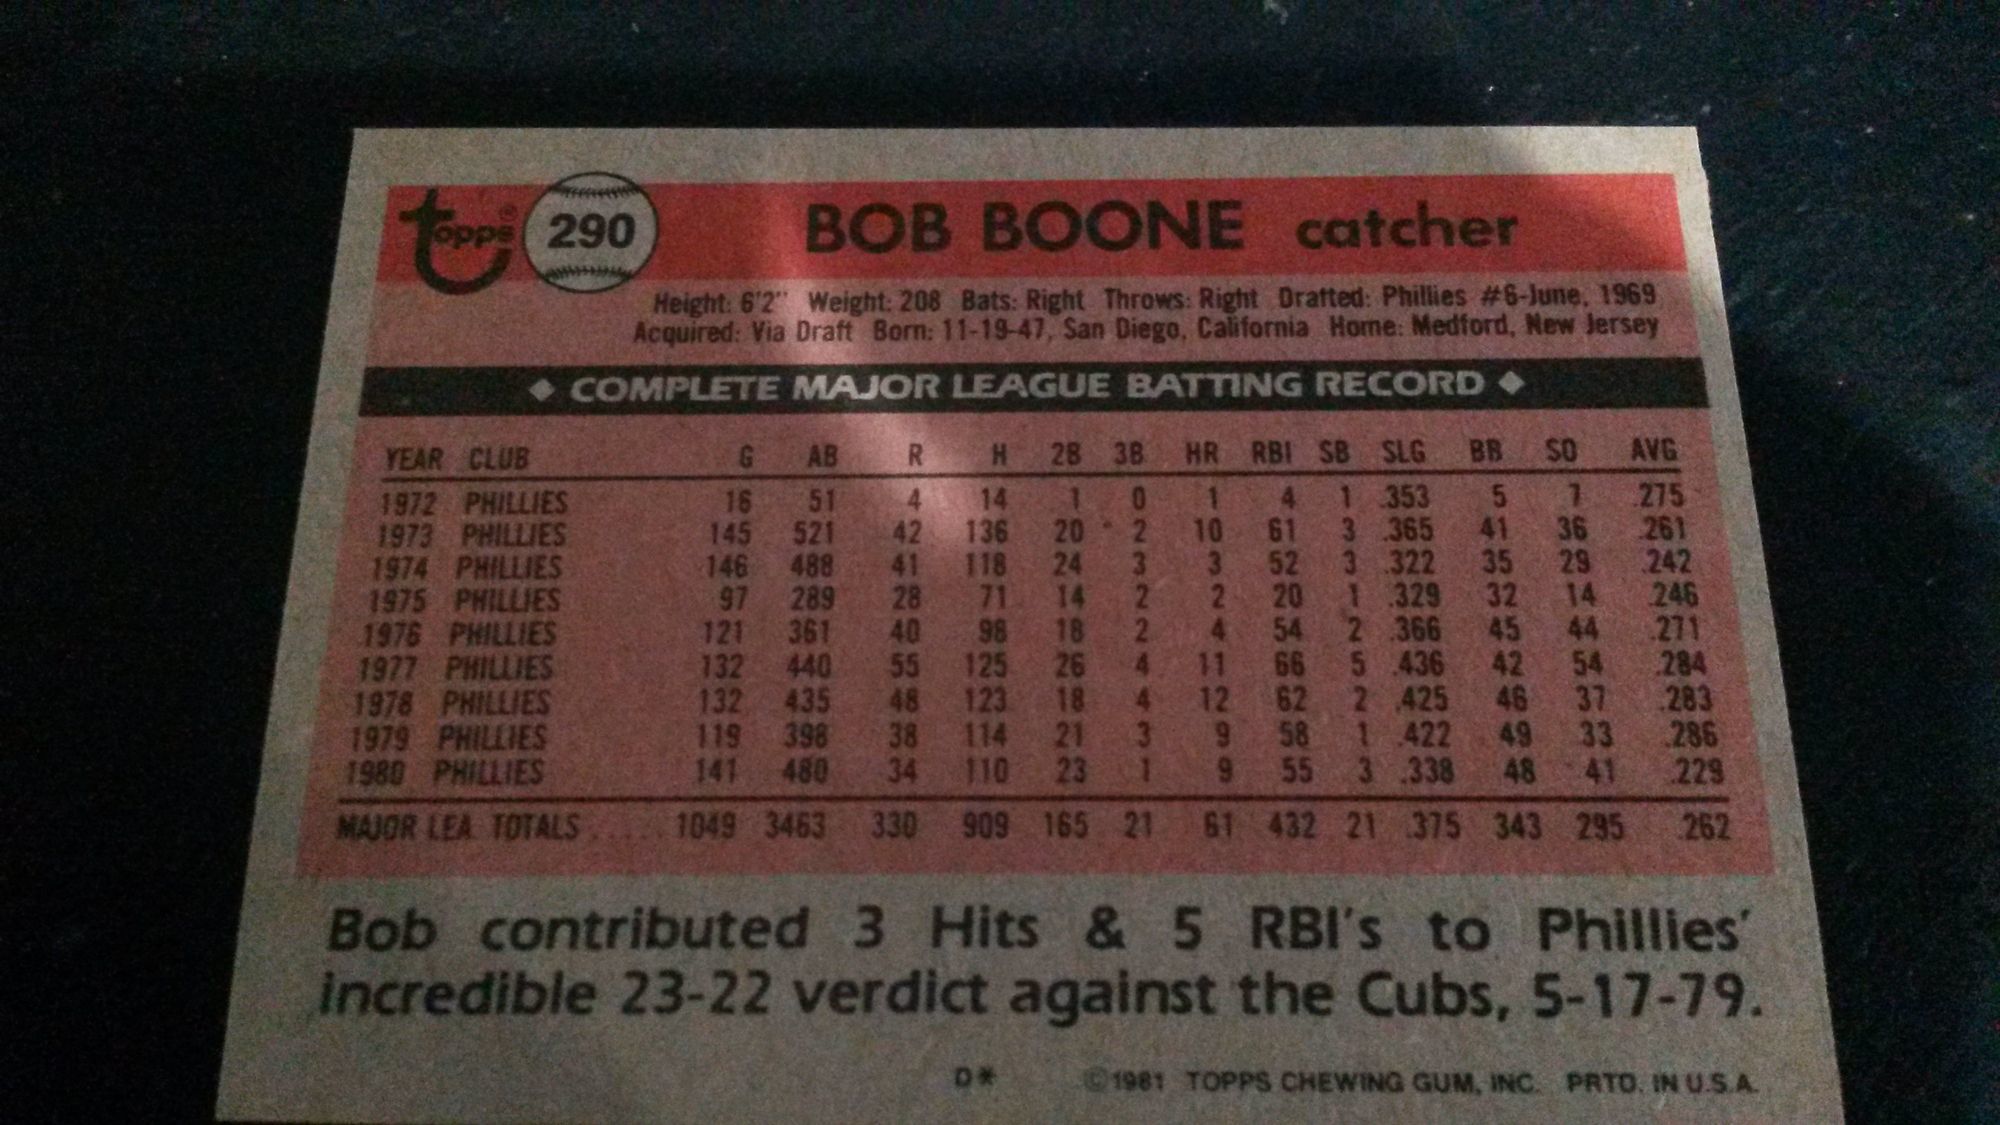 topps® 290 BOB BOONE catcher
Height: 6'2" Weight: 208 Bats: Right Throws: Right Drafted: Phillies #6-June, 1969
Acquired: Via Draft Born: 11-19-47, San Diego, California Home: Medford, New Jersey
◆ COMPLETE MAJOR LEAGUE BATTING RECORD ◆
YEAR CLUB G AB R H 2B 3B HR RBI SB SLG BB SO AVG
1972 PHILLIES 16 51 4 14 1 0 1 4 1 .353 5 7 .275
1973 PHILLIES 145 521 42 136 20 2 10 61 3 .365 41 36 .261
1974 PHILLIES 146 488 41 118 24 3 3 52 3 .322 35 29 .242
1975 PHILLIES 97 289 28 71 14 2 2 20 1 .329 32 14 .246
1976 PHILLIES 121 361 40 98 18 2 4 54 2 .366 45 44 .271
1977 PHILLIES 132 440 55 125 26 4 11 66 5 .436 42 54 .284
1978 PHILLIES 132 435 48 123 18 4 12 62 2 .425 46 37 .283
1979 PHILLIES 119 398 38 114 21 3 9 58 1 .422 49 33 .286
1980 PHILLIES 141 480 34 110 23 1 9 55 3 .338 48 41 .229
MAJOR LEA TOTALS ..... 1049 3463 330 909 165 21 61 432 21 .375 343 295 .262
Bob contributed 3 Hits & 5 RBI's to Phillies'
incredible 23-22 verdict against the Cubs, 5-17-79.
D* ©1981 TOPPS CHEWING GUM, INC. PRTD. IN U.S.A.